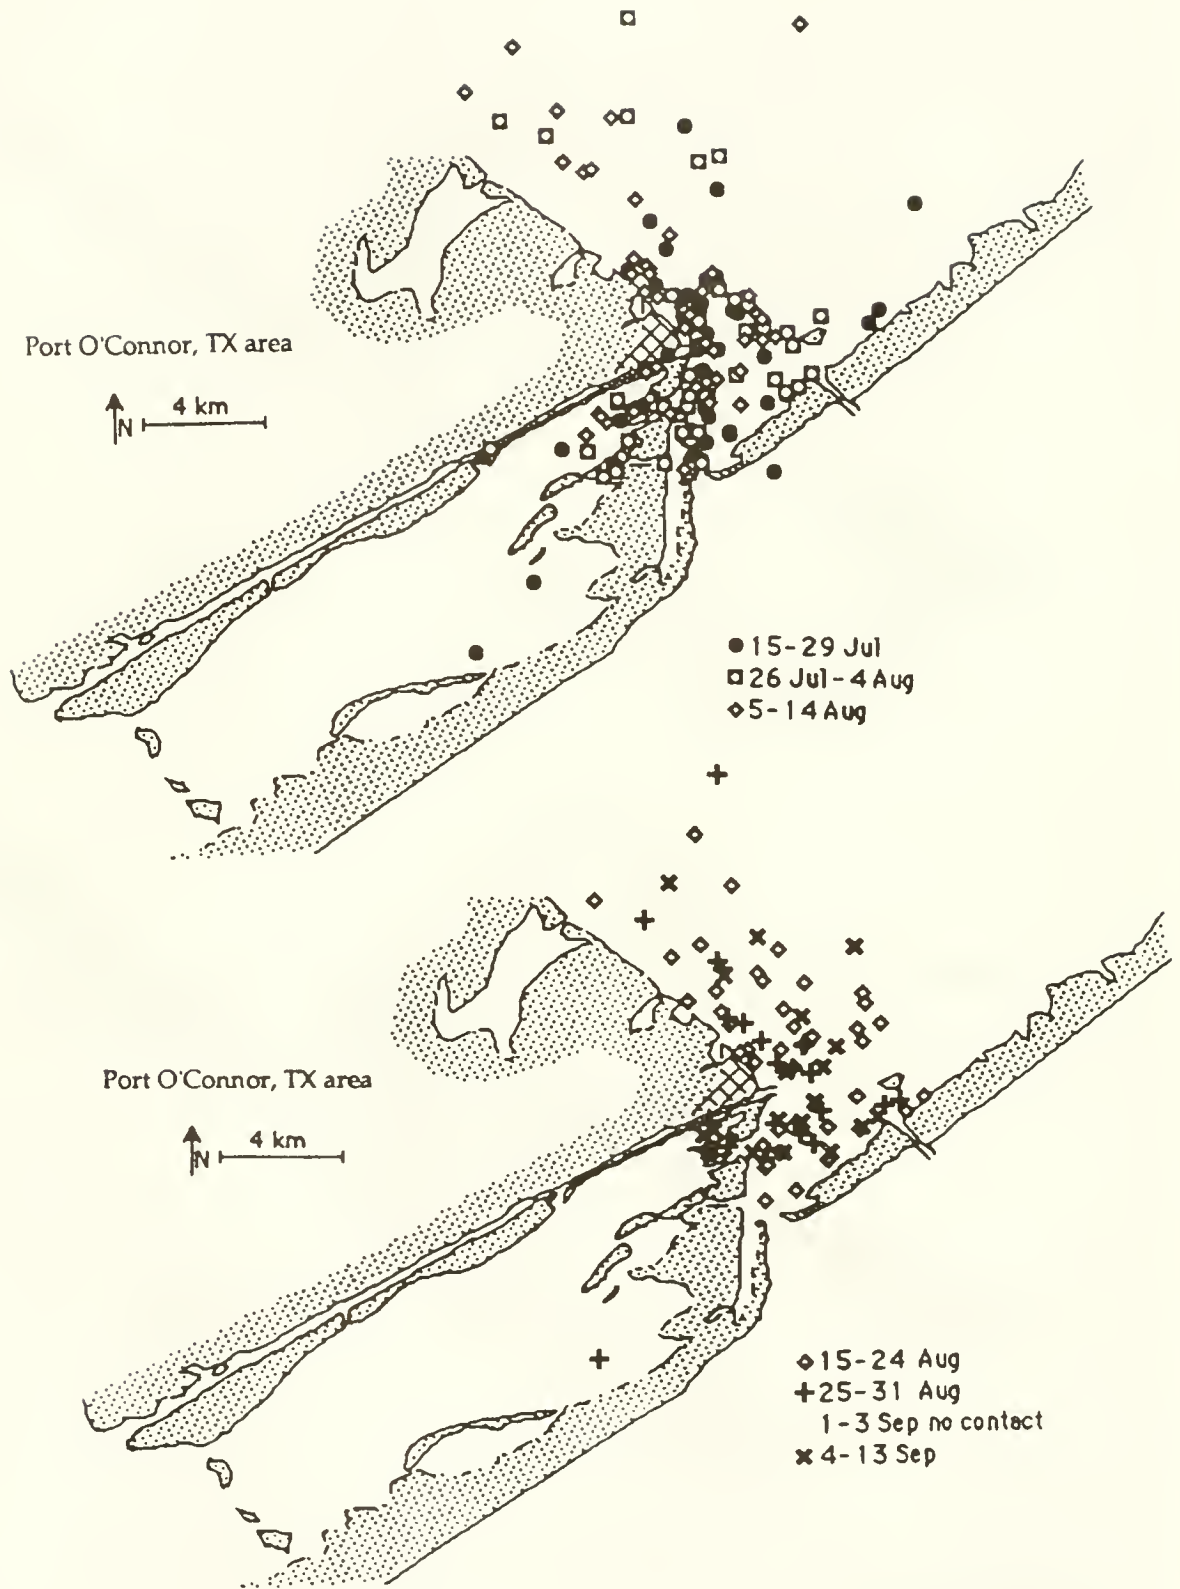 Port O'Connor, TX area
N 4 km
15-29 Jul
26 Jul-4 Aug
5-14 Aug
Port O'Connor, TX area
N 4 km
15-24 Aug
25-31 Aug
1-3 Sep no contact
4-13 Sep